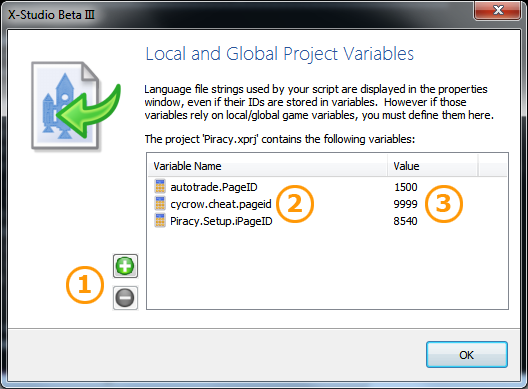 X-Studio Beta III
Local and Global Project Variables
Language file strings used by your script are displayed in the properties
window, even if their IDs are stored in variables. However if those
variables rely on local/global game variables, you must define them here.
The project 'Piracy.xprj' contains the following variables:
Variable Name Value
autotrade.PageID 1500
cycrow.cheat.pageid 2 9999 3
Piracy.Setup.iPageID 8540
1
OK